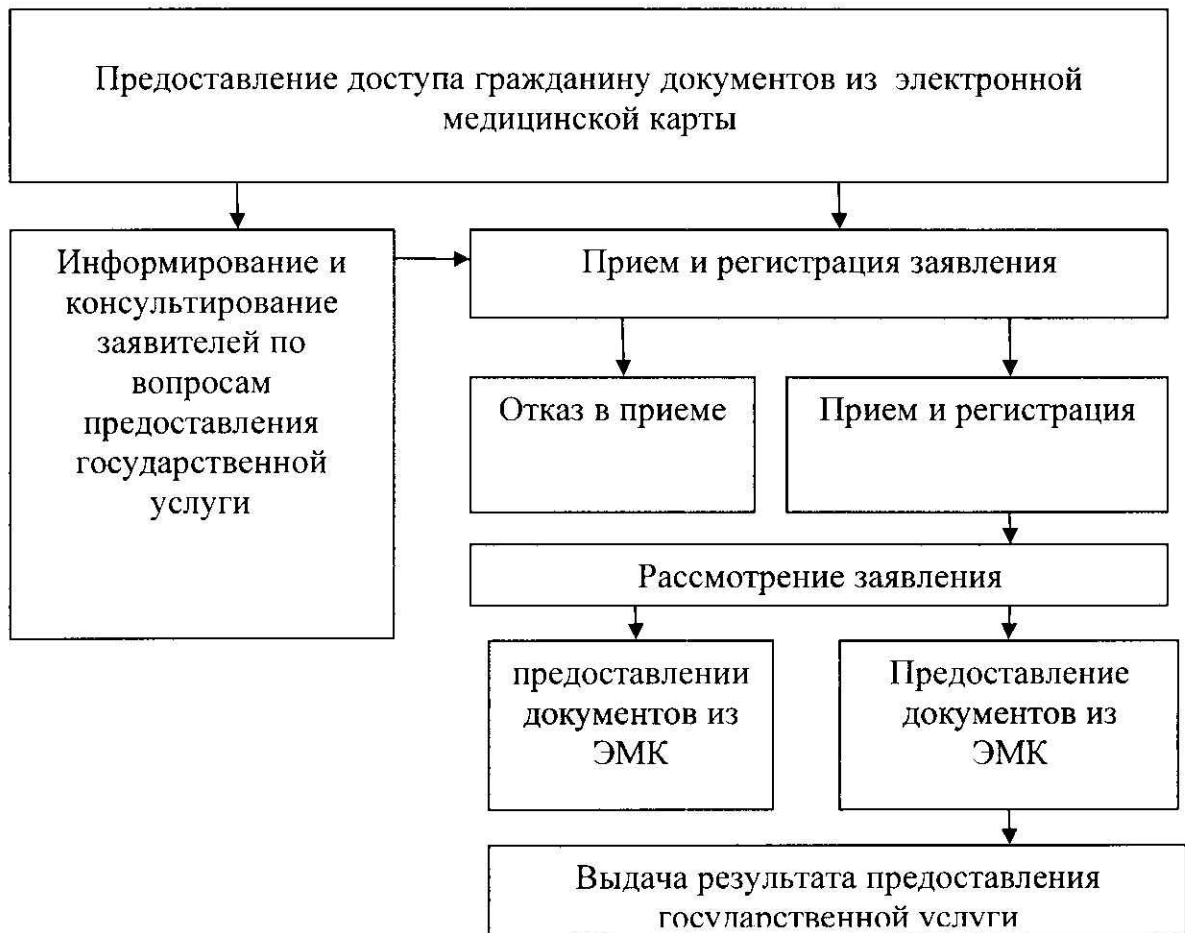 Предоставление доступа гражданину документов из электронной
медицинской карты
Информирование и
консультирование
заявителей по
вопросам
предоставления
государственной
услуги
Прием и регистрация заявления
Отказ в приеме
Прием и регистрация
Рассмотрение заявления
предоставлении
документов из
ЭМК
Предоставление
документов из
ЭМК
Выдача результата предоставления
государственной услуги